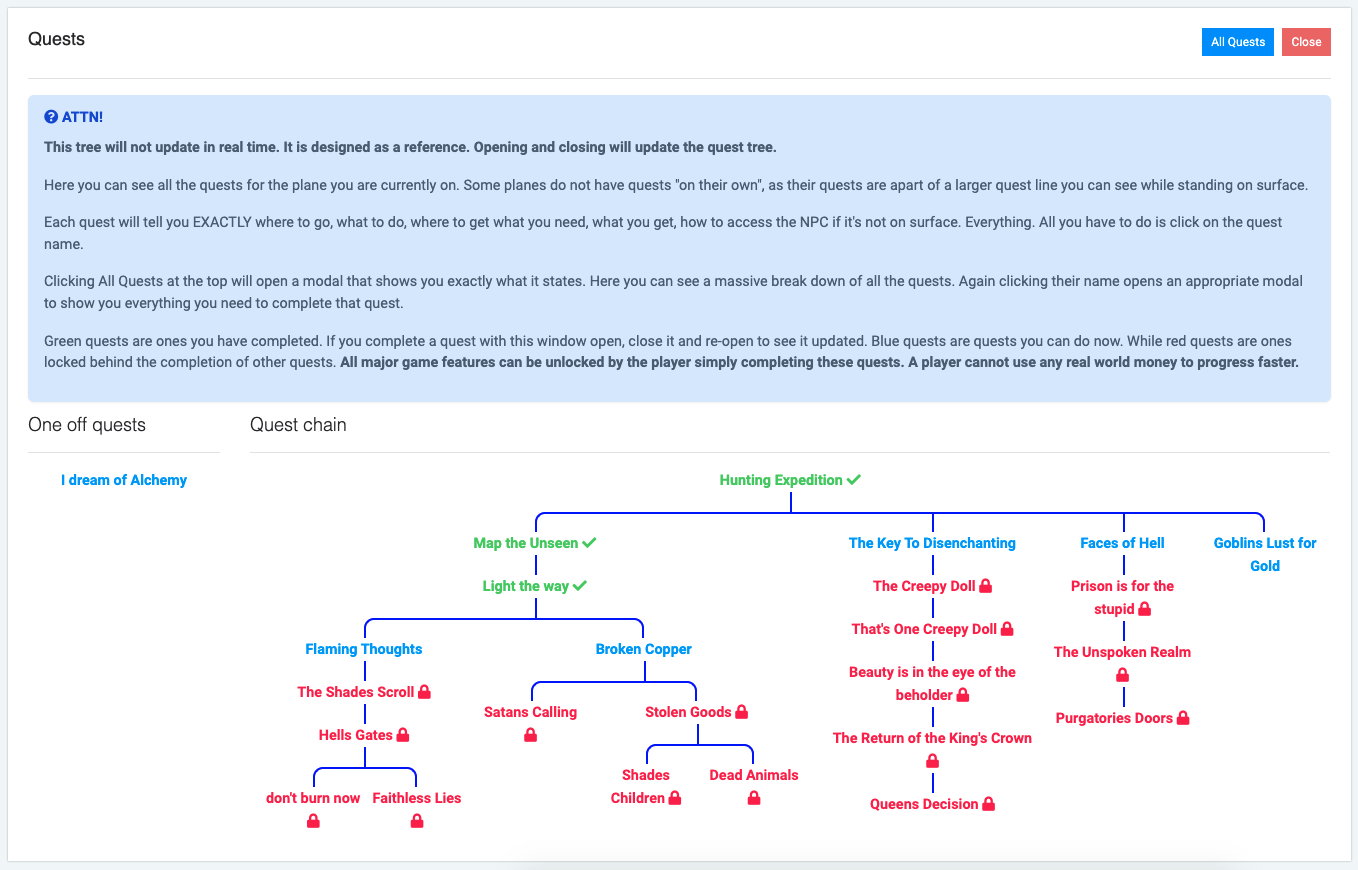 Quests
All Quests
Close
ATTN!
This tree will not update in real time. It is designed as a reference. Opening and closing will update the quest tree.
Here you can see all the quests for the plane you are currently on. Some planes do not have quests "on their own", as their quests are apart of a larger quest line you can see while standing on surface.
Each quest will tell you EXACTLY where to go, what to do, where to get what you need, what you get, how to access the NPC if it's not on surface. Everything. All you have to do is click on the quest
name.
Clicking All Quests at the top will open a modal that shows you exactly what it states. Here you can see a massive break down of all the quests. Again clicking their name opens an appropriate modal
to show you everything you need to complete that quest.
Green quests are ones you have completed. If you complete a quest with this window open, close it and re-open to see it updated. Blue quests are quests you can do now. While red quests are ones
locked behind the completion of other quests. All major game features can be unlocked by the player simply completing these quests. A player cannot use any real world money to progress faster.
One off quests
I dream of Alchemy
Quest chain
Hunting Expedition
Map the Unseen
Light the way
Flaming Thoughts
The Shades Scroll
Hells Gates
don't burn now
Faithless Lies
Broken Copper
Satans Calling
Stolen Goods
Shades
Children
Dead Animals
The Key To Disenchanting
The Creepy Doll
That's One Creepy Doll
Beauty is in the eye of the
beholder
The Return of the King's Crown
Queens Decision
Faces of Hell
Prison is for the
stupid
The Unspoken Realm
Purgatories Doors
Goblins Lust for
Gold